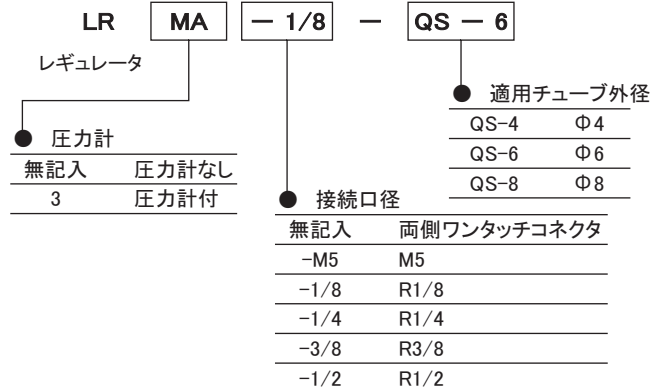 LR MA － 1/8 － QS － 6
レギュレータ
● 適用チューブ外径
QS-4 Φ4
QS-6 Φ6
QS-8 Φ8
● 圧力計
無記入 圧力計なし
3 圧力計付
● 接続口径
無記入 両側ワンタッチコネクタ
-M5 M5
-1/8 R1/8
-1/4 R1/4
-3/8 R3/8
-1/2 R1/2